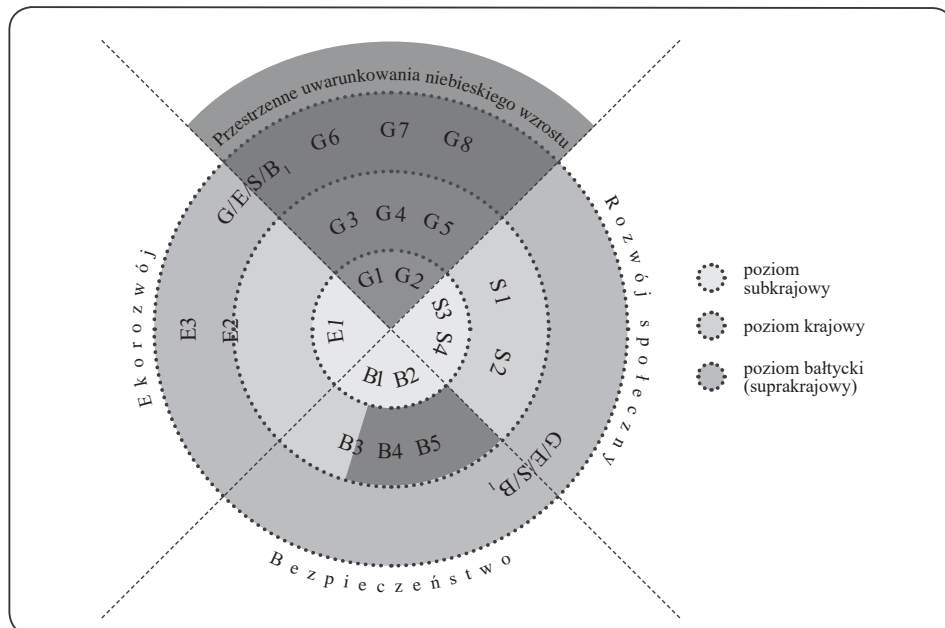 Przestrzenne uwarunkowania niebieskiego wzrostu
G6 G7 G8
G/E/S/B1
G3 G4 G5
G1 G2
Ekorozwój
E3 E2 E1
Rozwój społeczny
S1
S3
S4
S2
B1 B2
B3 B4 B5
G/E/S/B1
Bezpieczeństwo
poziom
subkrajowy
poziom krajowy
poziom bałtycki
(suprakrajowy)